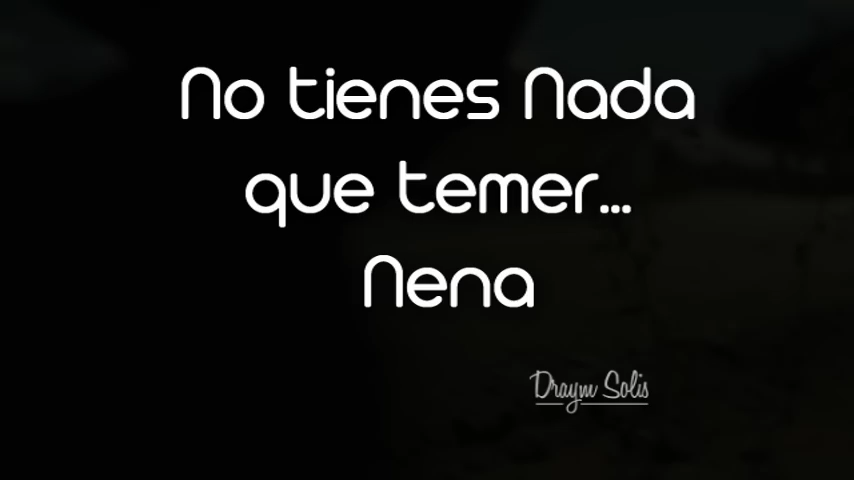 No tienes Nada
que temer...
Nena
Draym Solis